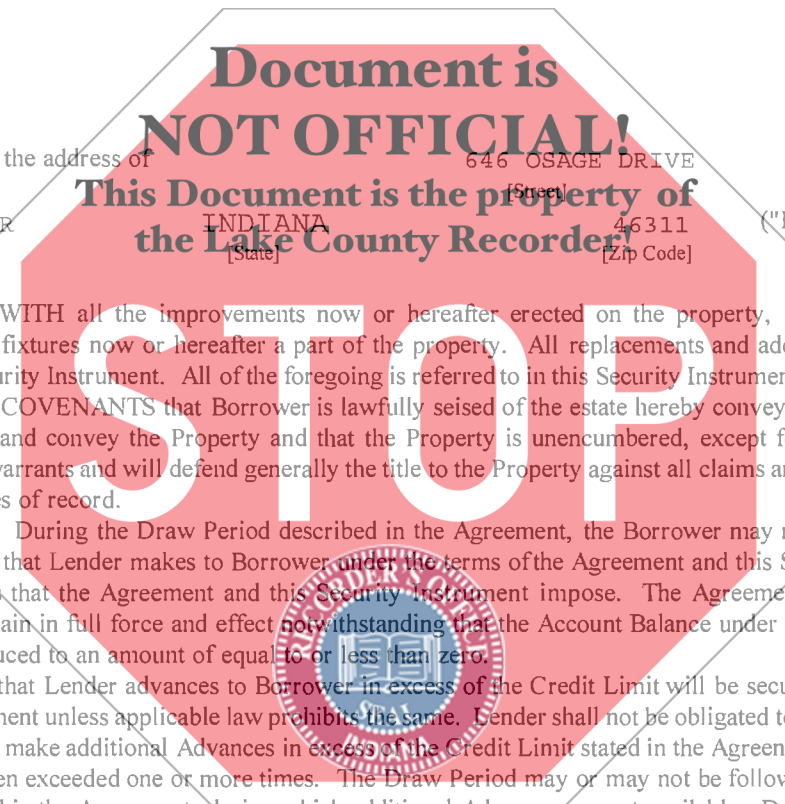 Document is
NOT OFFICIAL!
the address of 646 OSAGE DRIVE
This Document is the property of
[Street]
R INDIANA 46311 ("P
the Lake County Recorder!
[State] [Zip Code]
WITH all the improvements now or hereafter erected on the property,
fixtures now or hereafter a part of the property. All replacements and add
urity Instrument. All of the foregoing is referred to in this Security Instrumen
COVENANTS that Borrower is lawfully seised of the estate hereby convey
and convey the Property and that the Property is unencumbered, except f
warrants and will defend generally the title to the Property against all claims an
es of record.
STOP
During the Draw Period described in the Agreement, the Borrower may r
that Lender makes to Borrower under the terms of the Agreement and this S
that the Agreement and this Security Instrument impose. The Agreeme
ain in full force and effect notwithstanding that the Account Balance under
uced to an amount of equal to or less than zero.
that Lender advances to Borrower in excess of the Credit Limit will be secu
ment unless applicable law prohibits the same. Lender shall not be obligated to
make additional Advances in excess of the Credit Limit stated in the Agreem
en exceeded one or more times. The Draw Period may or may not be follow
RECORDER'S OFFICE
SEAL
INDIANA